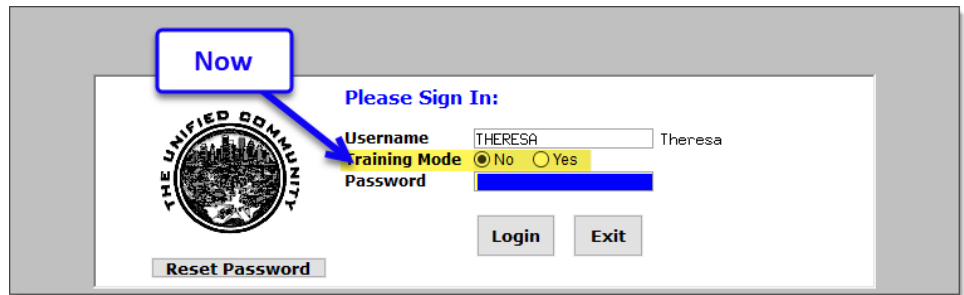 Now
Please Sign In:
Username THERESA Theresa
Training Mode No Yes
Password
THE UNIFIED COMMUNITY
Login Exit
Reset Password